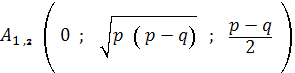 A₁,₂ ( 0 ; √(p (p−q)) ; (p−q)/2 )